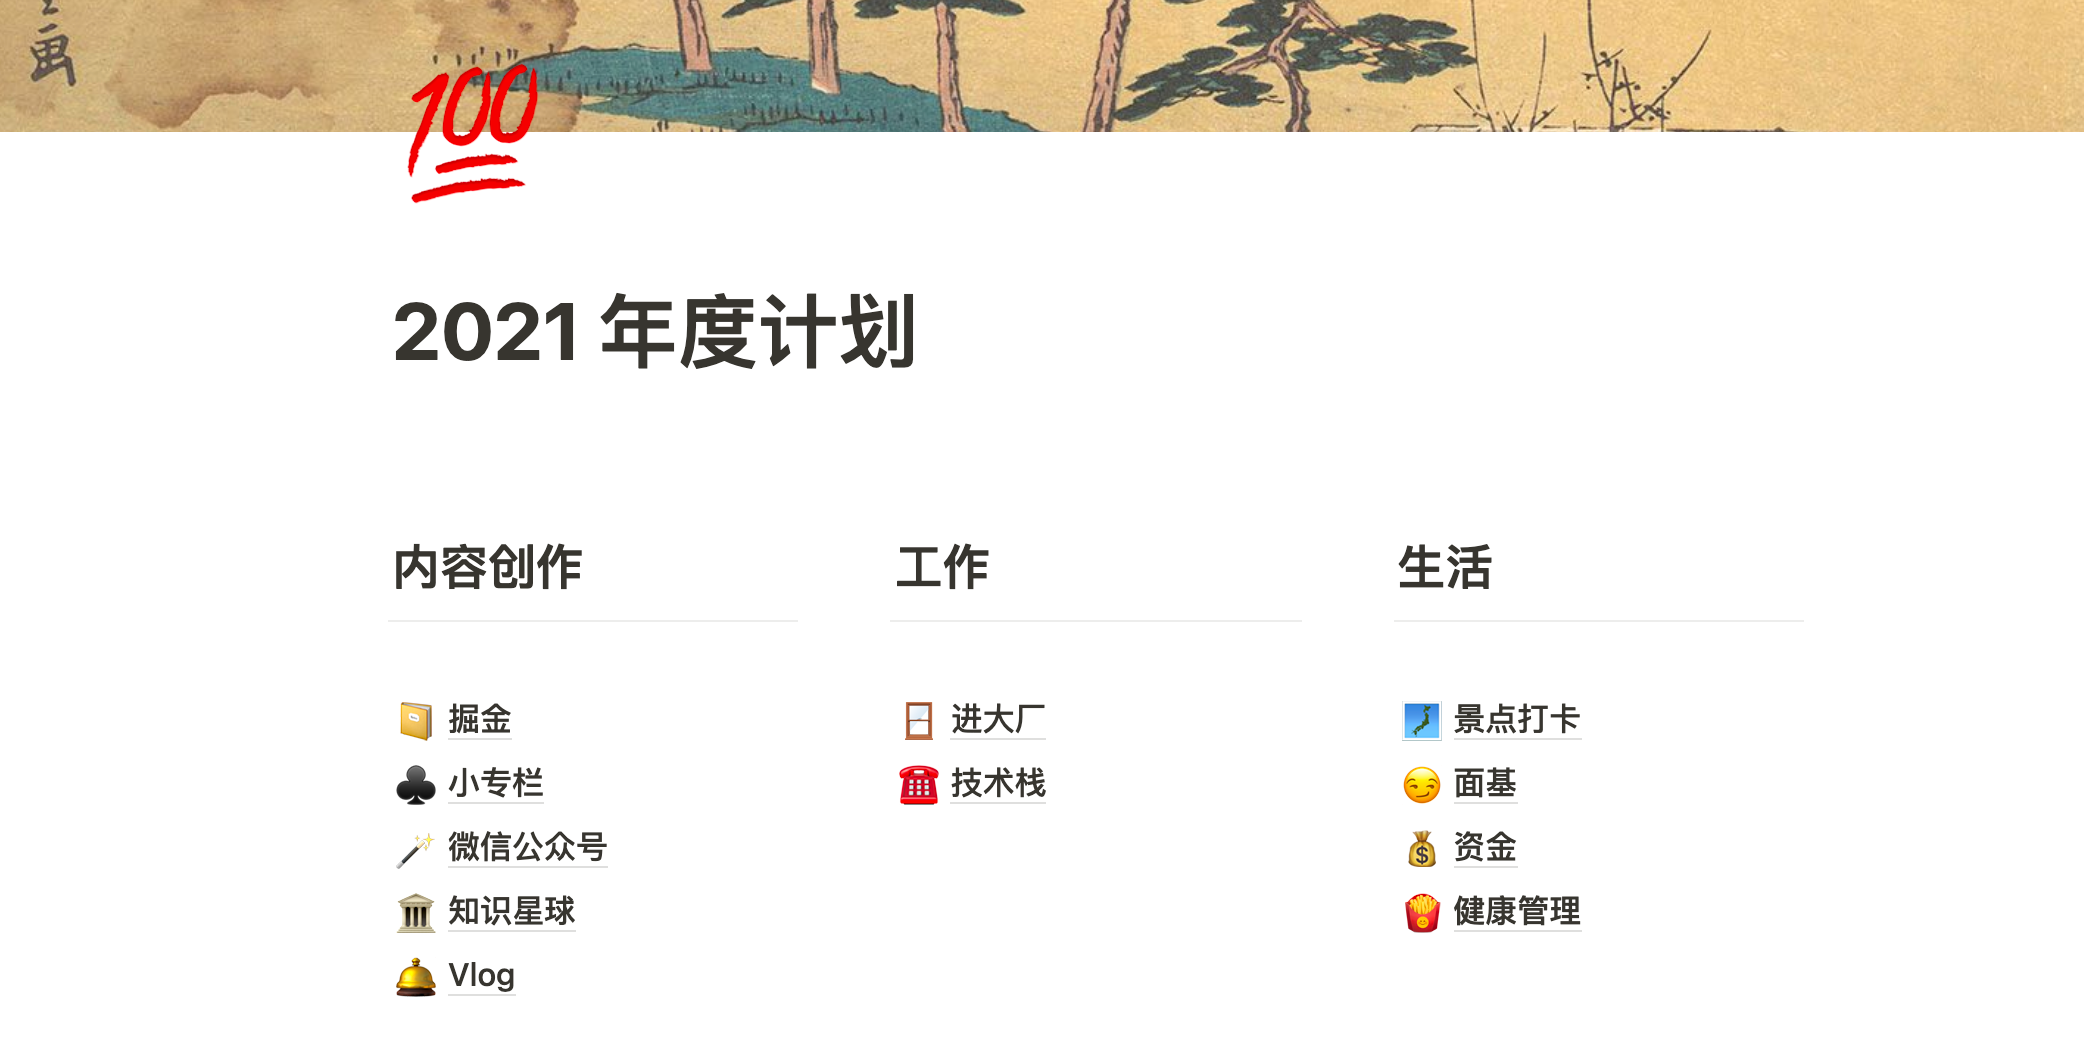 画
2021 年度计划
内容创作
掘金
小专栏
微信公众号
知识星球
Vlog
工作
进大厂
技术栈
生活
景点打卡
面基
资金
健康管理